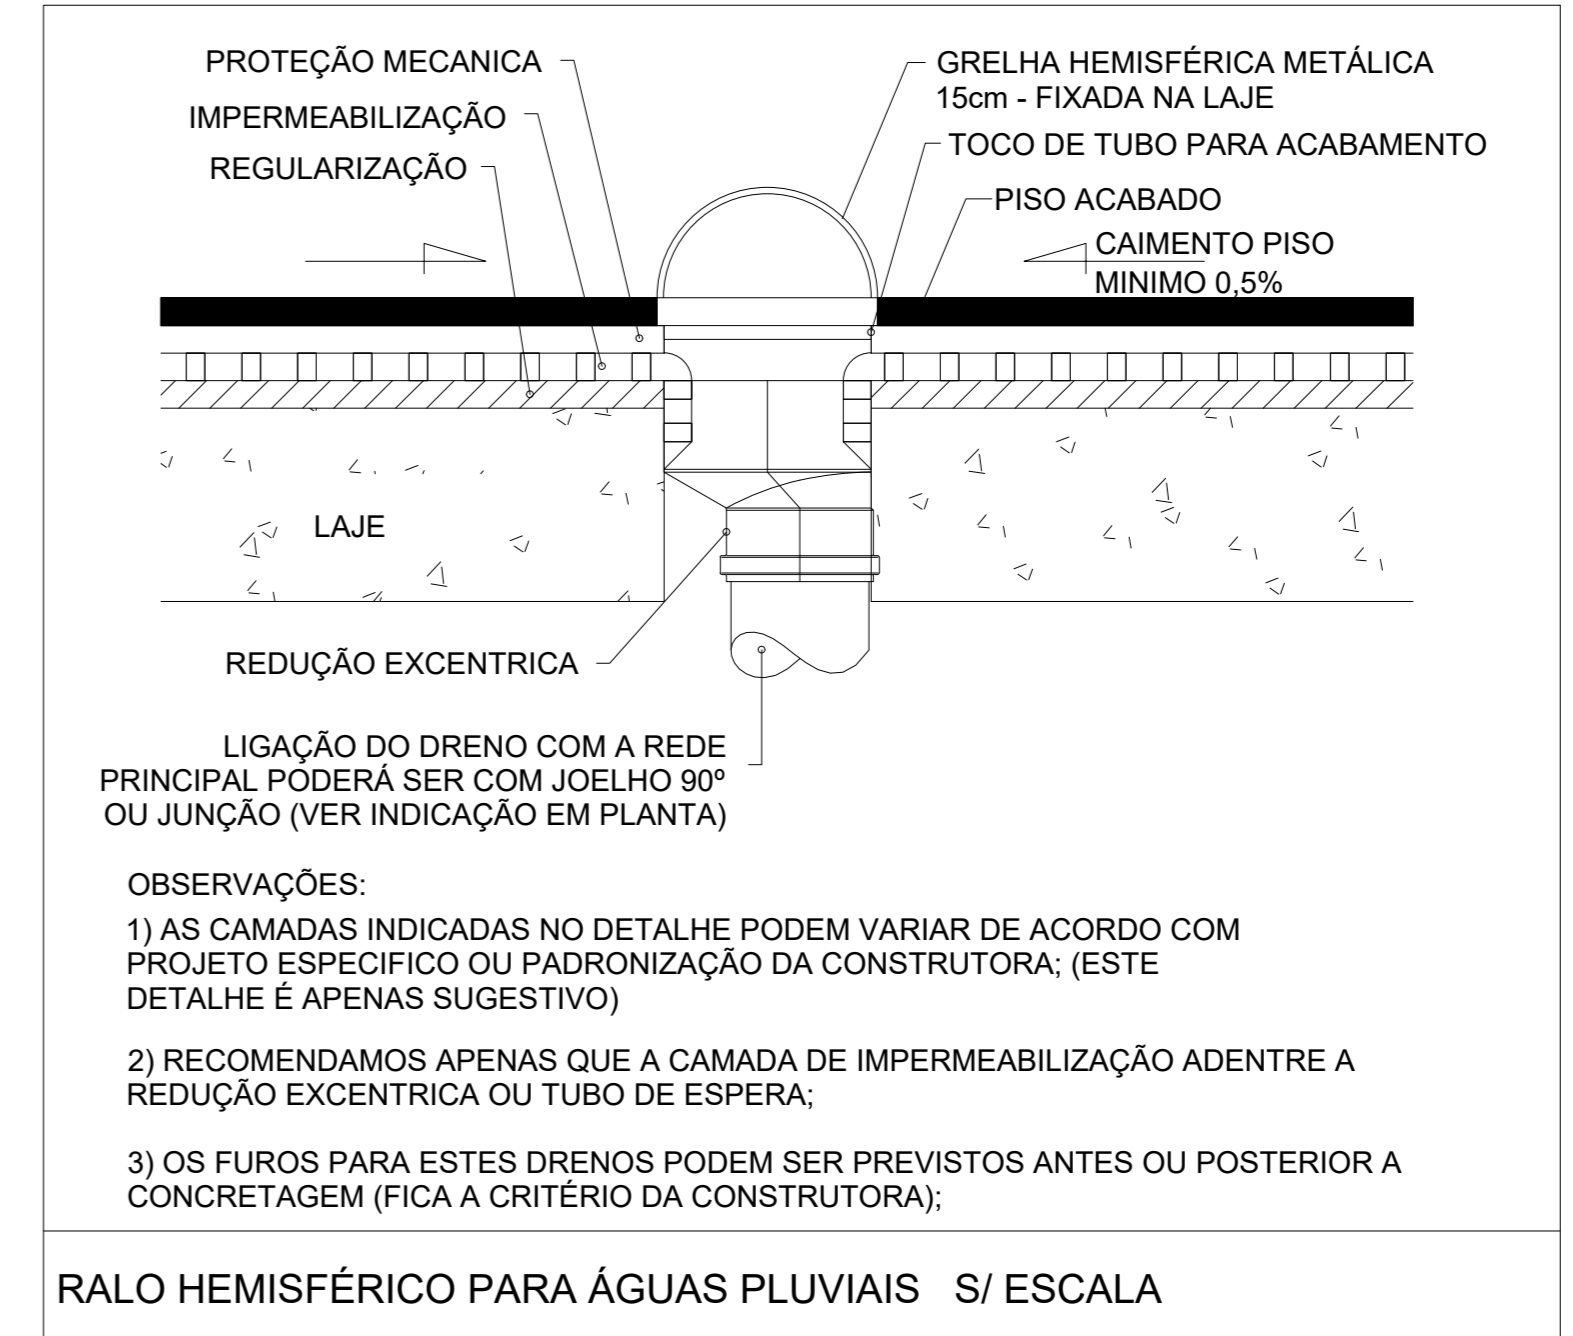 PROTEÇÃO MECANICA
IMPERMEABILIZAÇÃO
REGULARIZAÇÃO
GRELHA HEMISFÉRICA METÁLICA
15cm - FIXADA NA LAJE
TOCO DE TUBO PARA ACABAMENTO
PISO ACABADO
CAIMENTO PISO
MINIMO 0,5%
LAJE
REDUÇÃO EXCENTRICA
LIGAÇÃO DO DRENO COM A REDE
PRINCIPAL PODERÁ SER COM JOELHO 90º
OU JUNÇÃO (VER INDICAÇÃO EM PLANTA)
OBSERVAÇÕES:
1) AS CAMADAS INDICADAS NO DETALHE PODEM VARIAR DE ACORDO COM
PROJETO ESPECIFICO OU PADRONIZAÇÃO DA CONSTRUTORA; (ESTE
DETALHE É APENAS SUGESTIVO)
2) RECOMENDAMOS APENAS QUE A CAMADA DE IMPERMEABILIZAÇÃO ADENTRE A
REDUÇÃO EXCENTRICA OU TUBO DE ESPERA;
3) OS FUROS PARA ESTES DRENOS PODEM SER PREVISTOS ANTES OU POSTERIOR A
CONCRETAGEM (FICA A CRITÉRIO DA CONSTRUTORA);
RALO HEMISFÉRICO PARA ÁGUAS PLUVIAIS S/ ESCALA